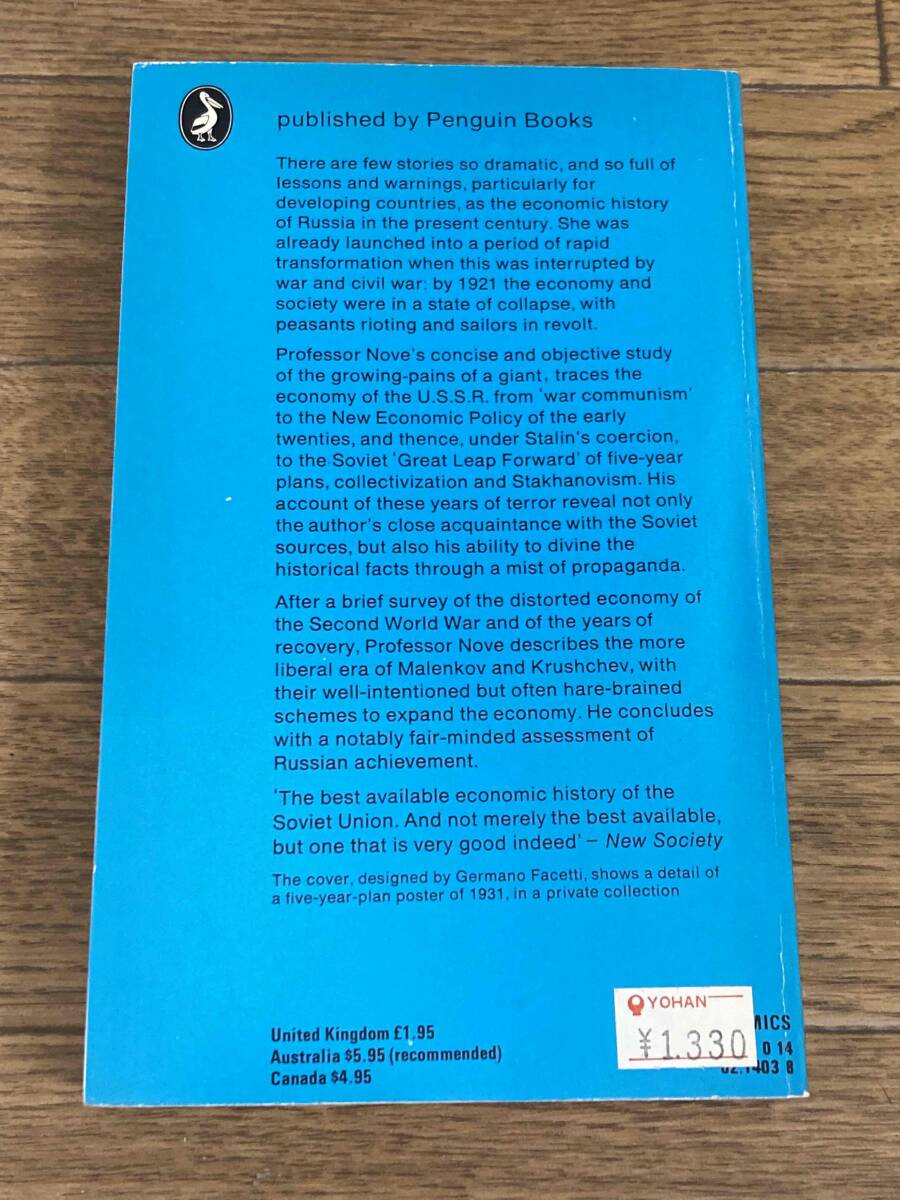 published by Penguin Books
There are few stories so dramatic, and so full of
lessons and warnings, particularly for
developing countries, as the economic history
of Russia in the present century. She was
already launched into a period of rapid
transformation when this was interrupted by
war and civil war: by 1921 the economy and
society were in a state of collapse, with
peasants rioting and sailors in revolt.
Professor Nove's concise and objective study
of the growing-pains of a giant, traces the
economy of the U.S.S.R. from 'war communism'
to the New Economic Policy of the early
twenties, and thence, under Stalin's coercion,
to the Soviet 'Great Leap Forward' of five-year
plans, collectivization and Stakhanovism. His
account of these years of terror reveal not only
the author's close acquaintance with the Soviet
sources, but also his ability to divine the
historical facts through a mist of propaganda.
After a brief survey of the distorted economy of
the Second World War and of the years of
recovery, Professor Nove describes the more
liberal era of Malenkov and Krushchev, with
their well-intentioned but often hare-brained
schemes to expand the economy. He concludes
with a notably fair-minded assessment of
Russian achievement.
'The best available economic history of the
Soviet Union. And not merely the best available,
but one that is very good indeed' – New Society
The cover, designed by Germano Facetti, shows a detail of
a five-year-plan poster of 1931, in a private collection
United Kingdom £1.95
Australia $5.95 (recommended)
Canada $4.95
YOHAN
¥1.330
MICS
0 14
02.1403 8